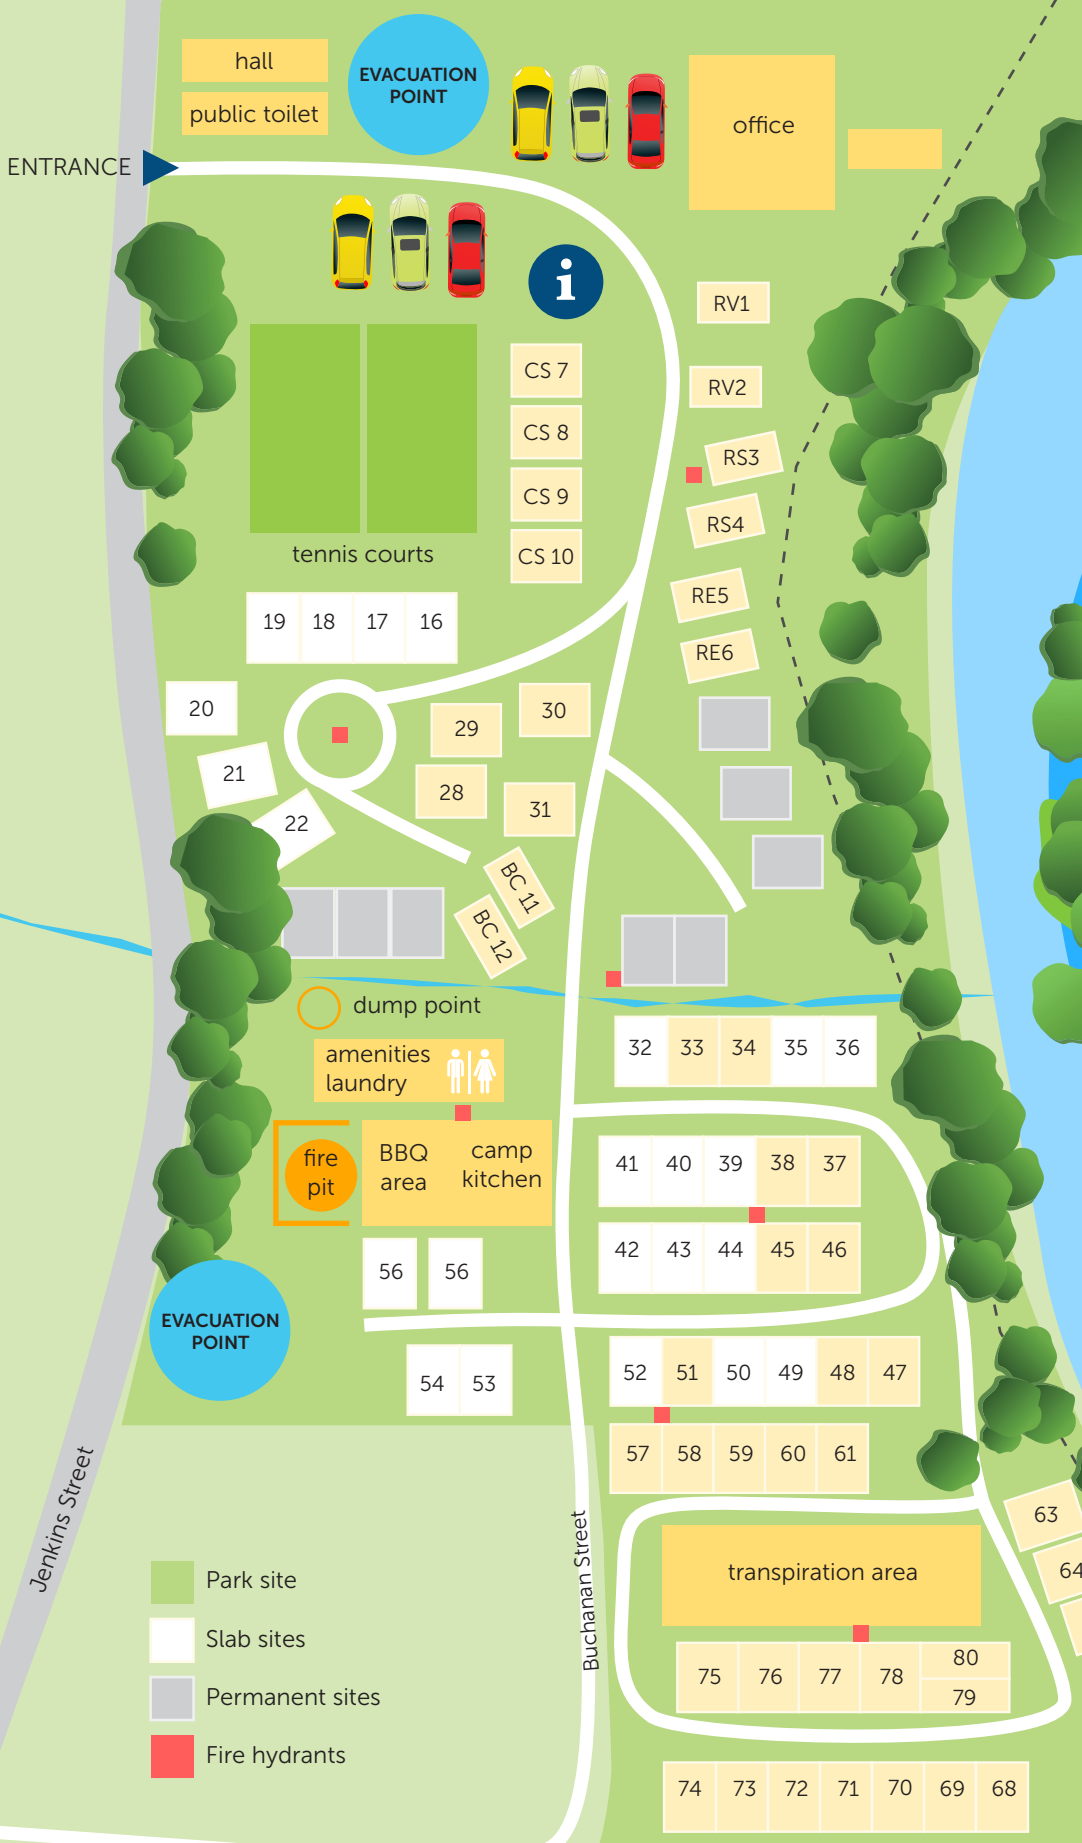 hall
public toilet
EVACUATION
POINT
office
ENTRANCE
i
RV1
RV2
CS 7
CS 8
CS 9
CS 10
RS3
RS4
RE5
RE6
tennis courts
19 18 17 16
20
21
22
29
30
28
31
BC 11
BC 12
dump point
amenities
laundry
32 33 34 35 36
fire
pit
BBQ
area
camp
kitchen
41 40 39 38 37
42 43 44 45 46
56 56
EVACUATION
POINT
54 53
52 51 50 49 48 47
57 58 59 60 61
63
64
Jenkins Street
Buchanan Street
transpiration area
75 76 77 78 80
79
74 73 72 71 70 69 68
Park site
Slab sites
Permanent sites
Fire hydrants